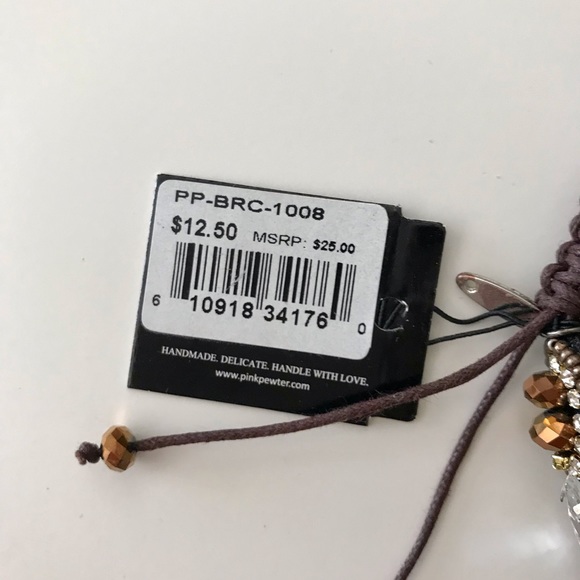 PP-BRC-1008
$12.50 MSRP: $25.00
6 10918 34176 0
HANDMADE. DELICATE. HANDLE WITH LOVE.
www.pinkpewter.com